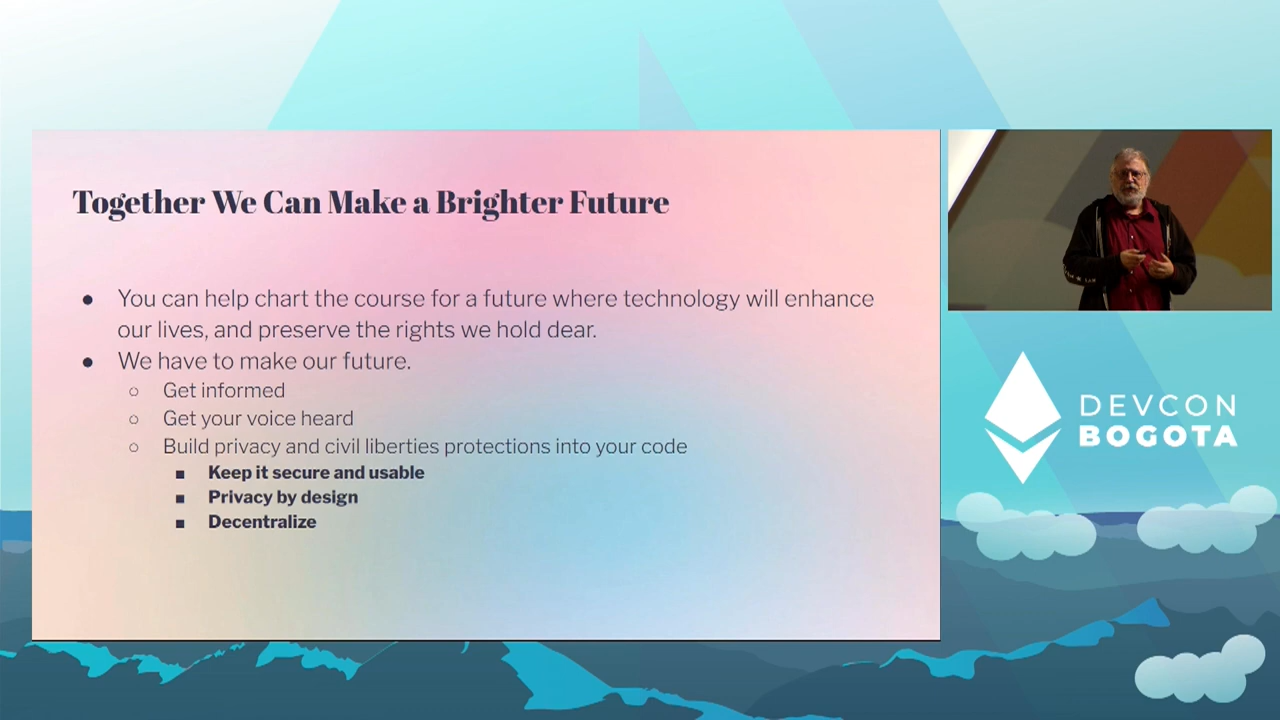 Together We Can Make a Brighter Future
● You can help chart the course for a future where technology will enhance
our lives, and preserve the rights we hold dear.
● We have to make our future.
○ Get informed
○ Get your voice heard
○ Build privacy and civil liberties protections into your code
■ Keep it secure and usable
■ Privacy by design
■ Decentralize
DEVCON
BOGOTA